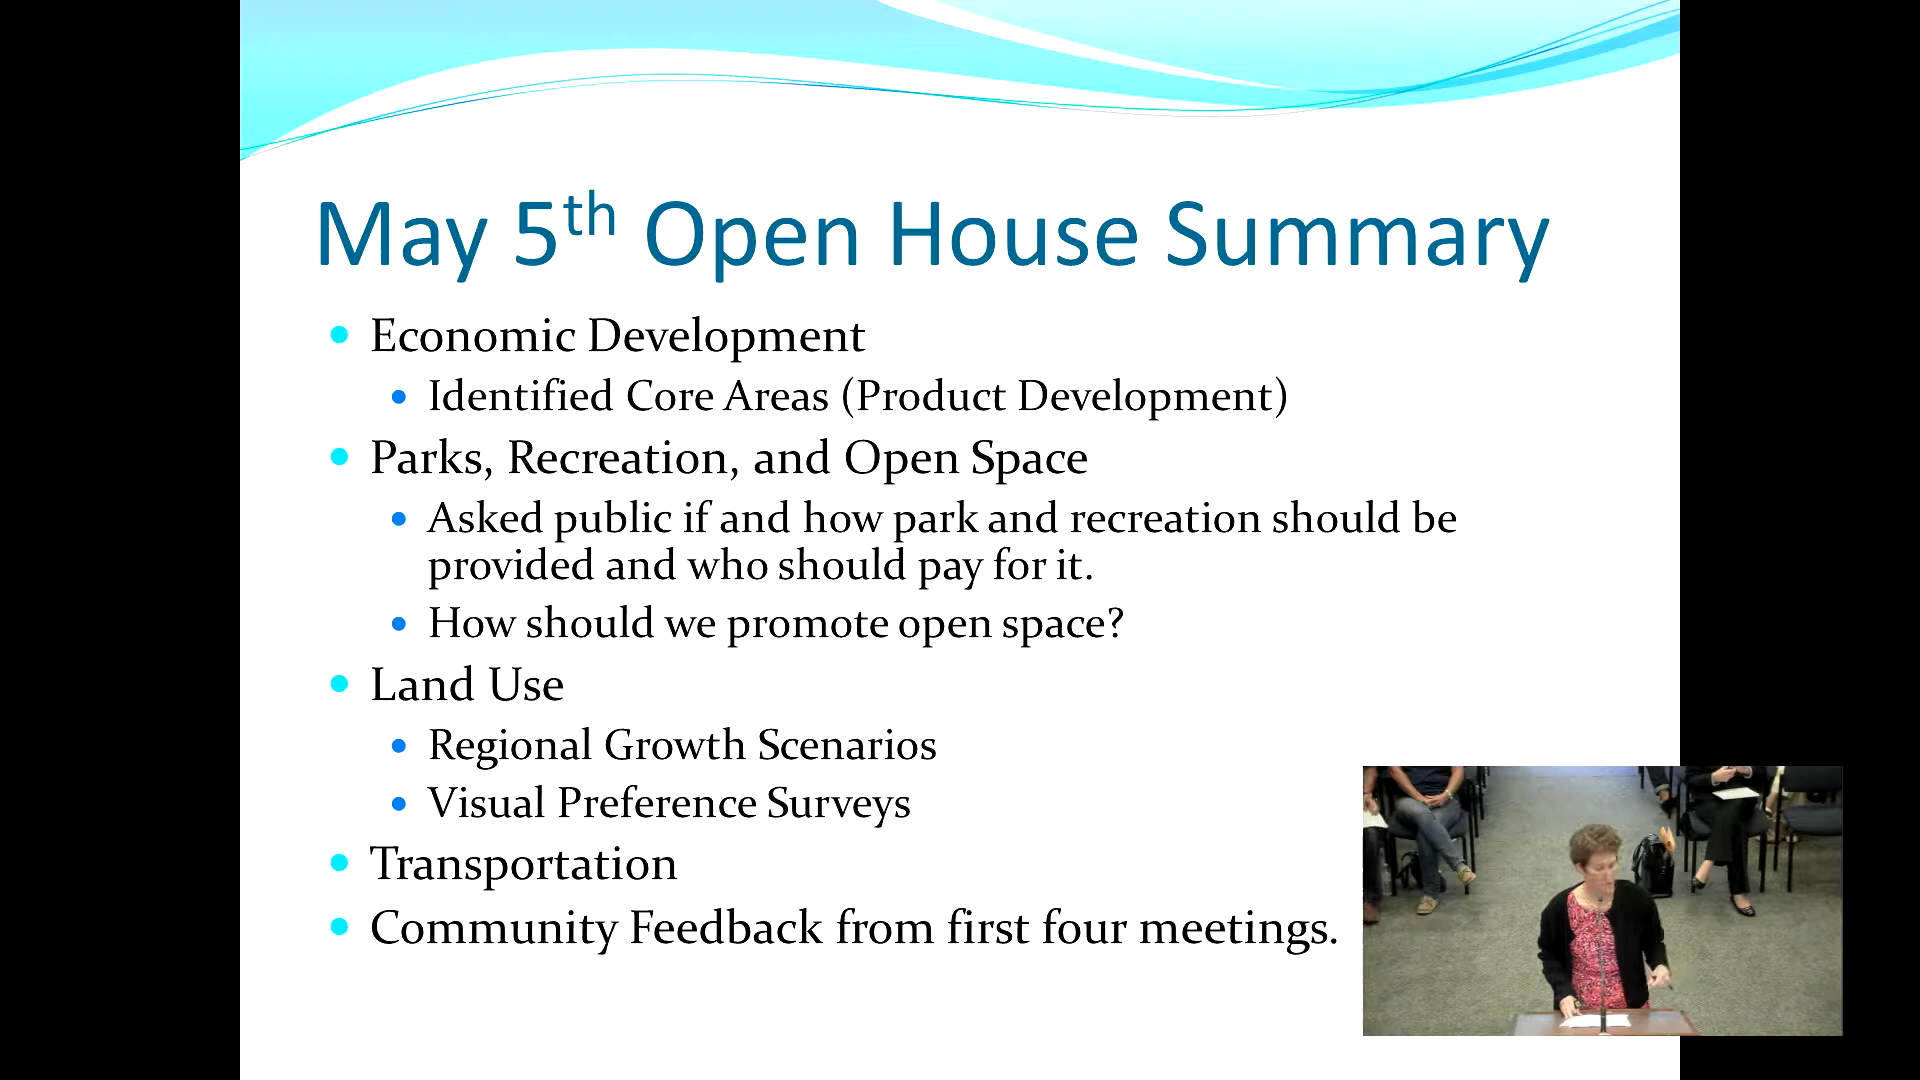 May 5th Open House Summary
Economic Development
Identified Core Areas (Product Development)
Parks, Recreation, and Open Space
Asked public if and how park and recreation should be
provided and who should pay for it.
How should we promote open space?
Land Use
Regional Growth Scenarios
Visual Preference Surveys
Transportation
Community Feedback from first four meetings.